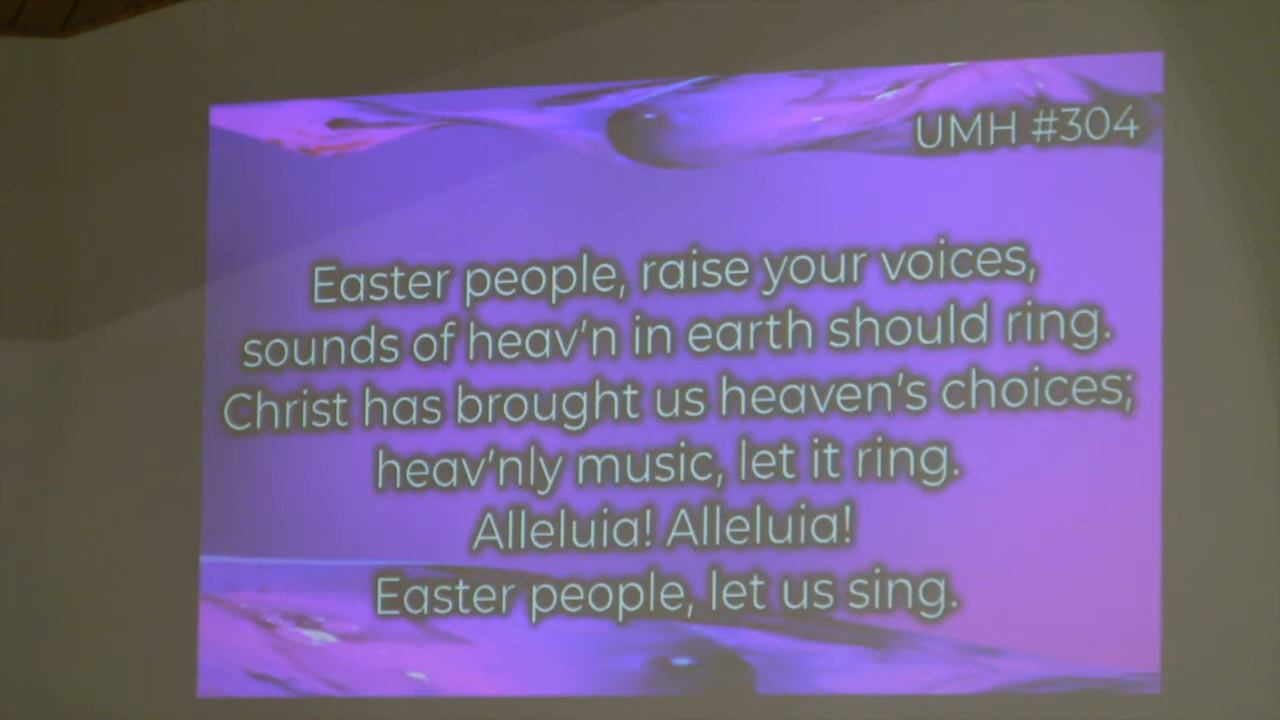 UMH #304
Easter people, raise your voices,
sounds of heav'n in earth should ring.
Christ has brought us heaven's choices;
heav'nly music, let it ring.
Alleluia! Alleluia!
Easter people, let us sing.